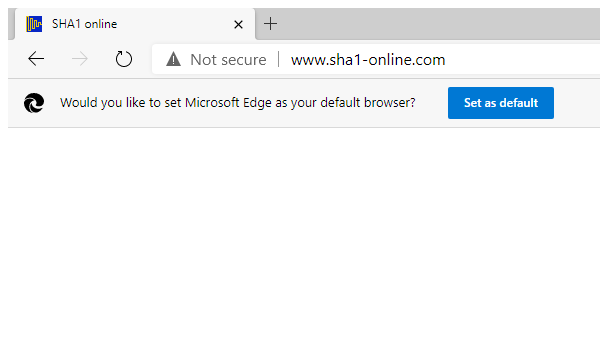 SHA1 online
Not secure www.sha1-online.com
Would you like to set Microsoft Edge as your default browser? Set as default